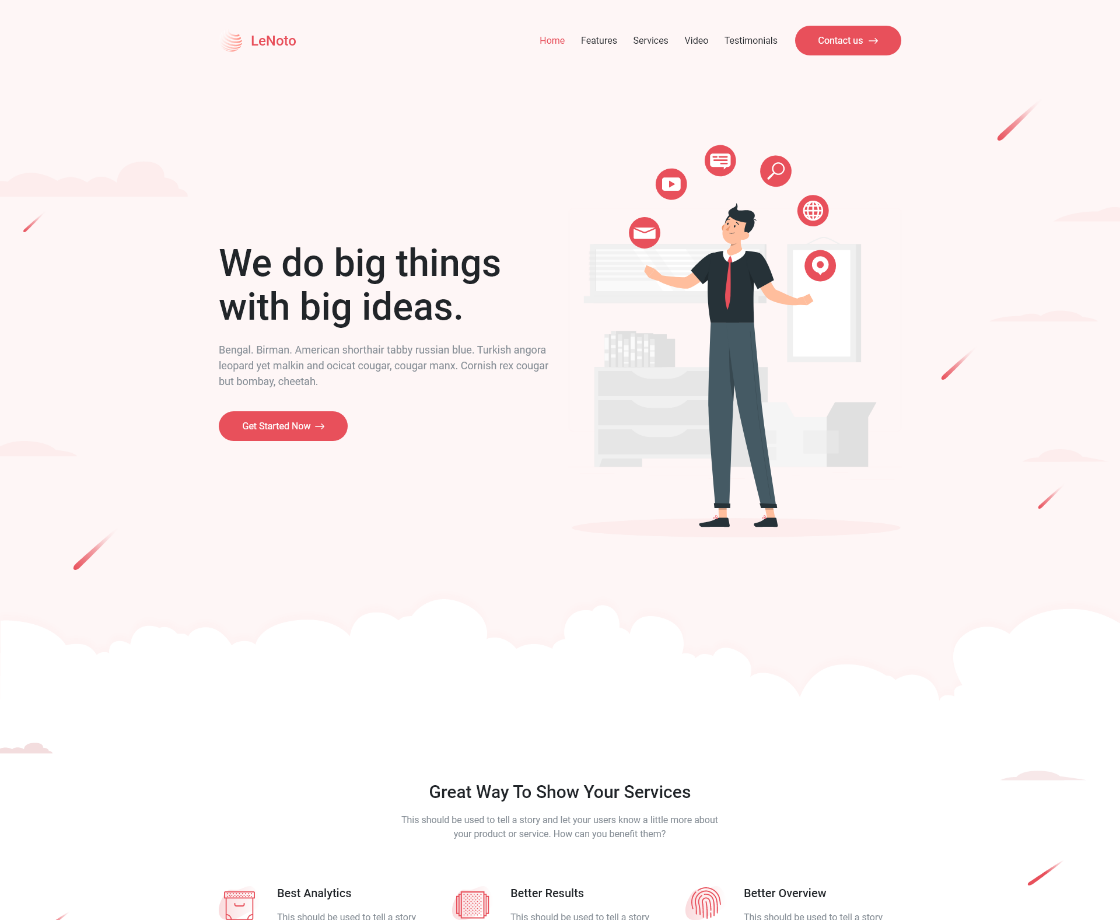 LeNoto
Home Features Services Video Testimonials Contact us
We do big things
with big ideas.
Bengal. Birman. American shorthair tabby russian blue. Turkish angora
leopard yet malkin and ocicat cougar, cougar manx. Cornish rex cougar
but bombay, cheetah.
Get Started Now
Great Way To Show Your Services
This should be used to tell a story and let your users know a little more about
your product or service. How can you benefit them?
Best Analytics
This should be used to tell a story
Better Results
This should be used to tell a story
Better Overview
This should be used to tell a story